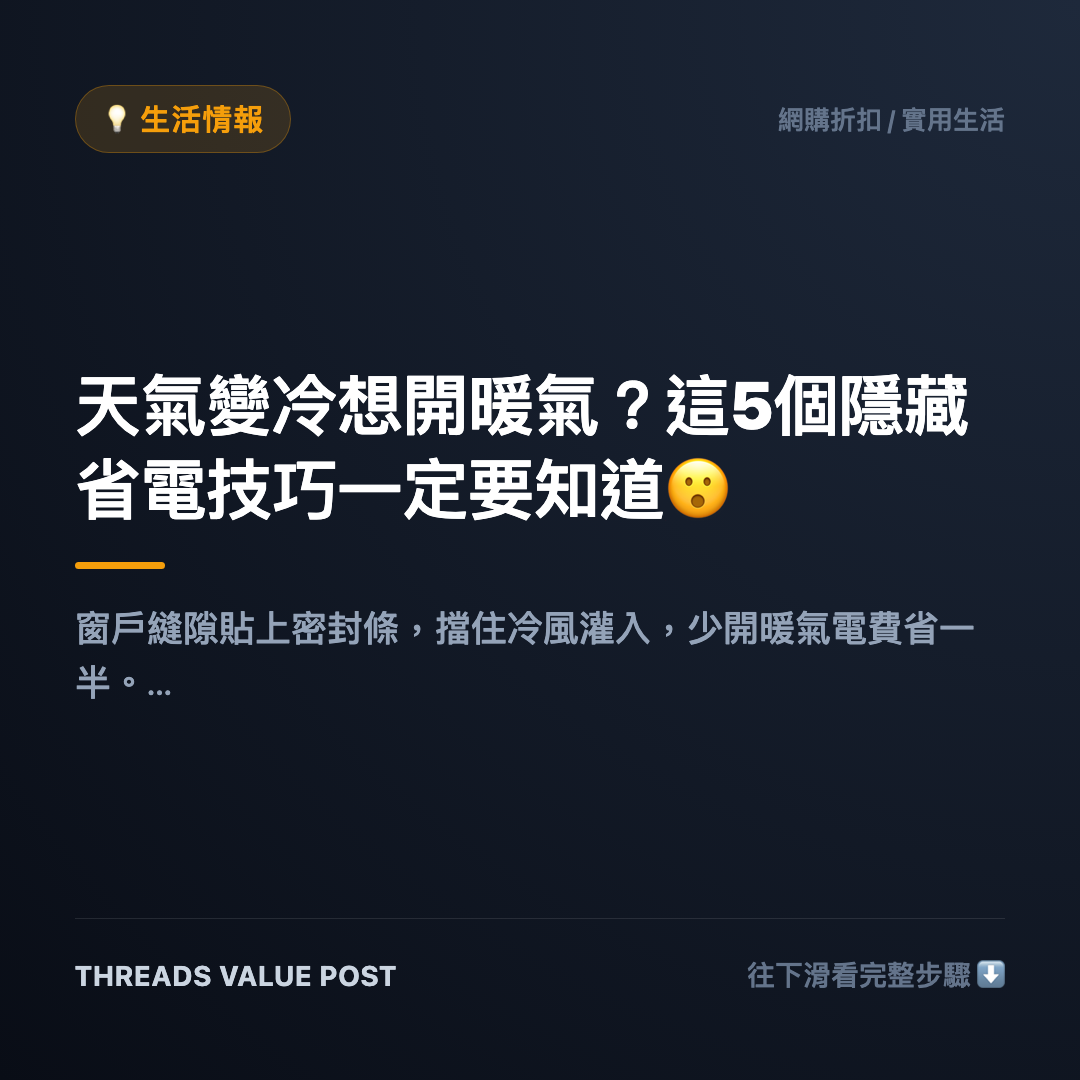 💡 生活情報
網購折扣 / 實用生活
天氣變冷想開暖氣？這5個隱藏
省電技巧一定要知道😮
窗戶縫隙貼上密封條，擋住冷風灌入，少開暖氣電費省一
半。...
THREADS VALUE POST
往下滑看完整步驟 ⬇️